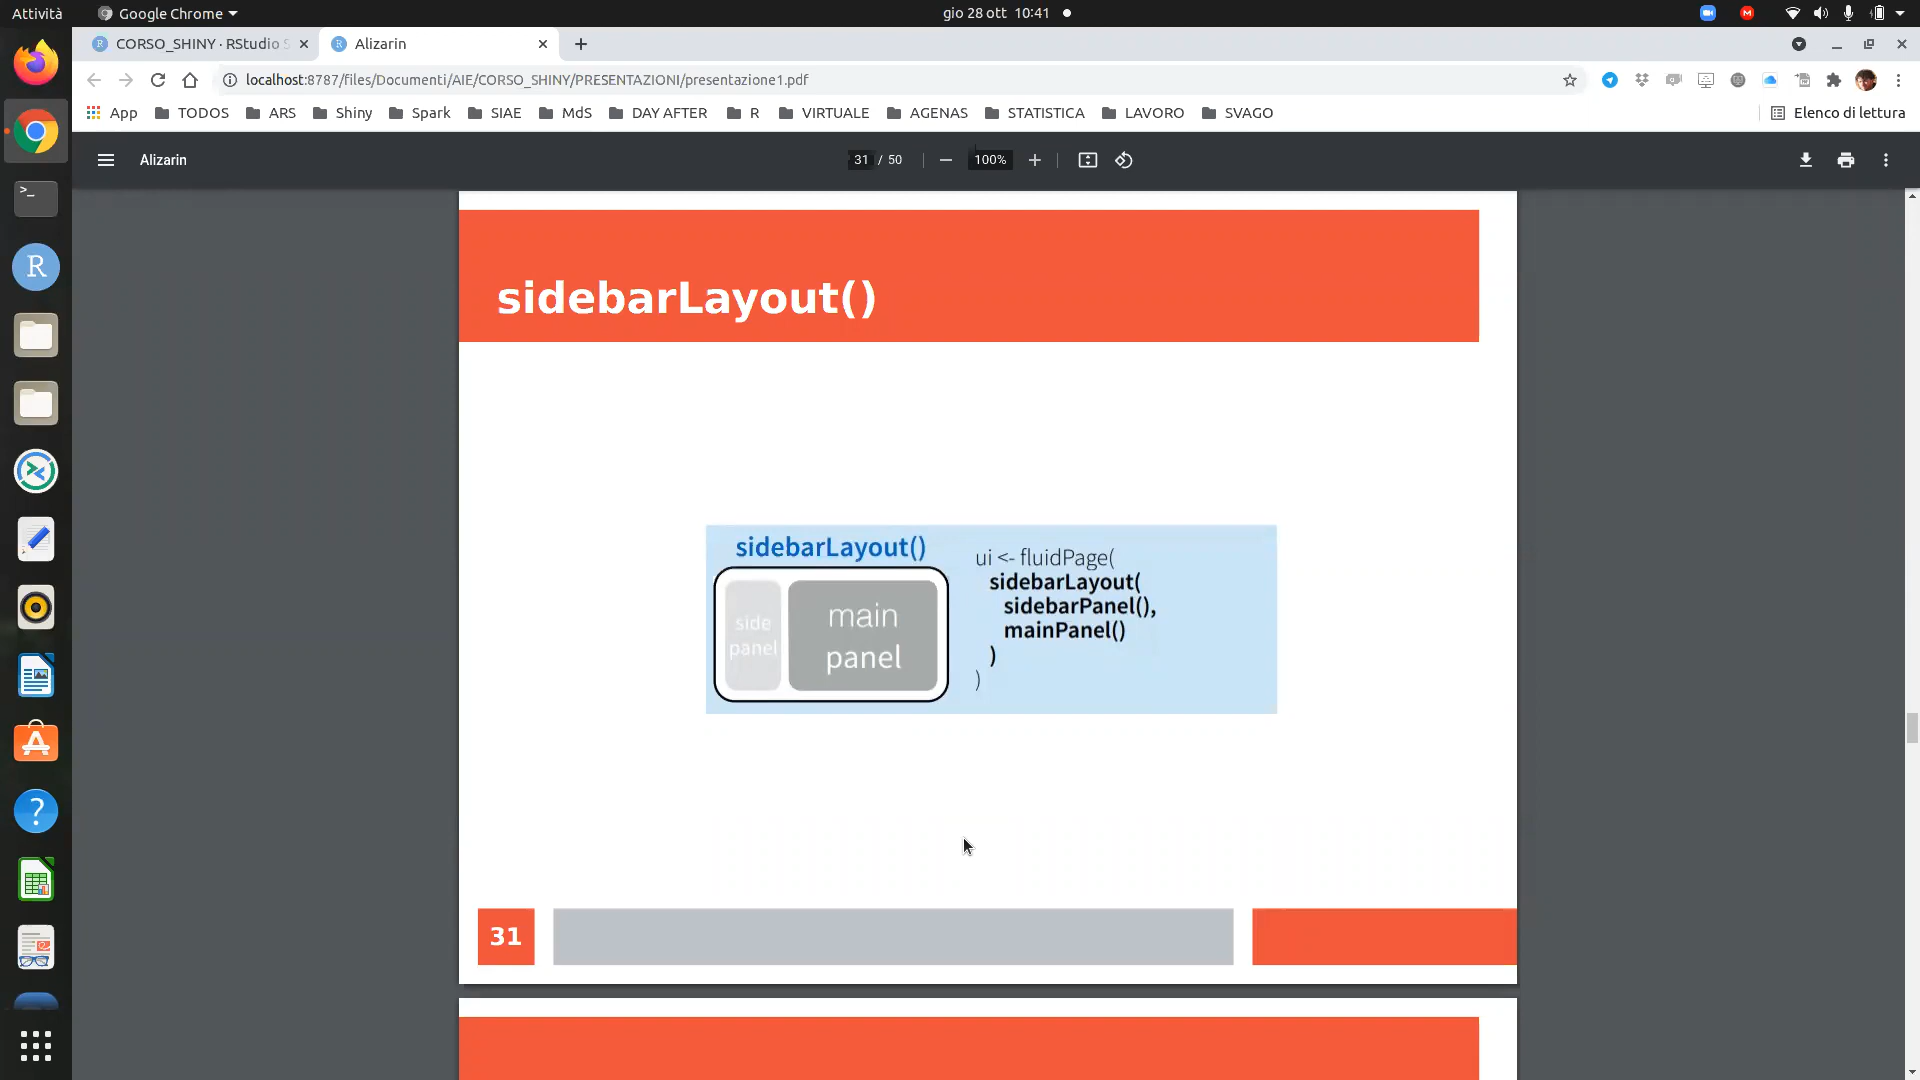 Attività
Google Chrome
gio 28 ott 10:41
CORSO_SHINY · RStudio S
Alizarin
localhost:8787/files/Documenti/AIE/CORSO_SHINY/PRESENTAZIONI/presentazione1.pdf
App TODOS ARS Shiny Spark SIAE MdS DAY AFTER R VIRTUALE AGENAS STATISTICA LAVORO SVAGO Elenco di lettura
Alizarin
31 / 50
100%
sidebarLayout()
sidebarLayout()
side
panel
main
panel
ui <- fluidPage(
sidebarLayout(
sidebarPanel(),
mainPanel()
)
)
31